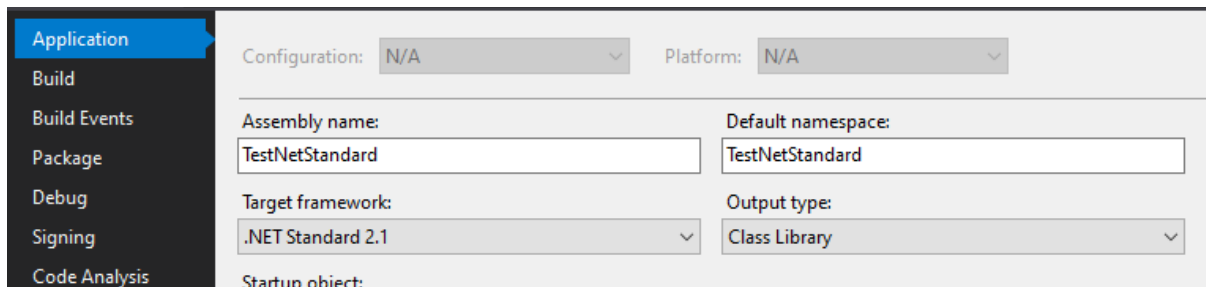 Application
Build
Build Events
Package
Debug
Signing
Code Analysis
Configuration: N/A Platform: N/A
Assembly name: Default namespace:
TestNetStandard TestNetStandard
Target framework: Output type:
.NET Standard 2.1 Class Library
Startup object: